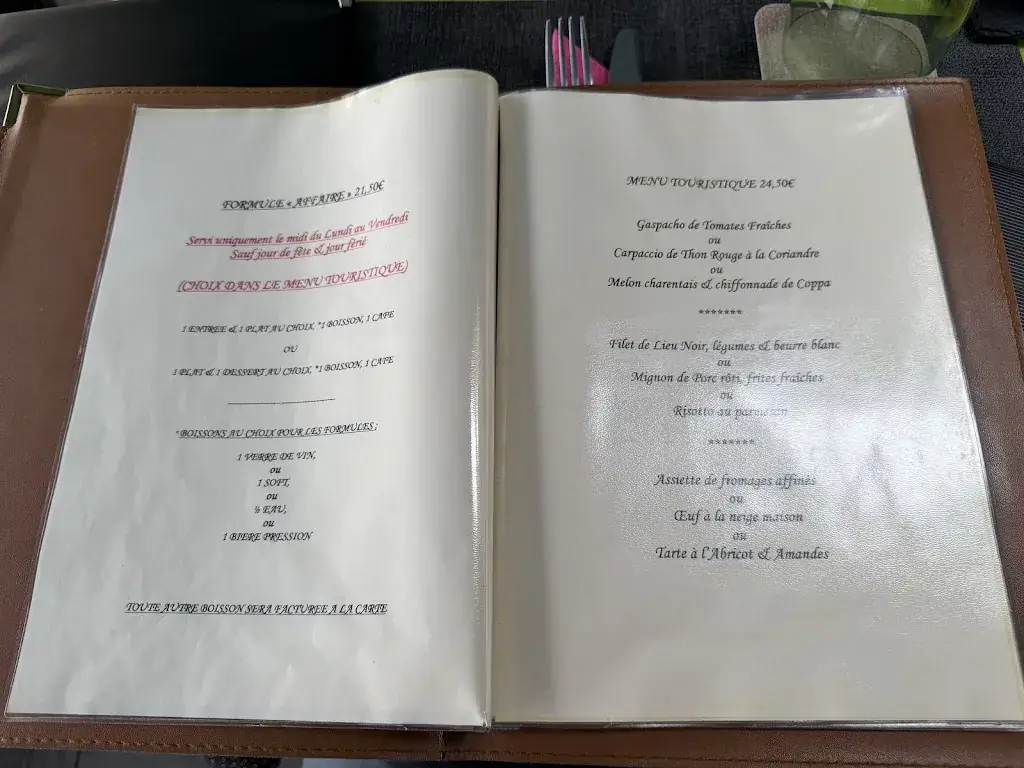 FORMULE « AFFAIRE » 21,50€
Servi uniquement le midi du Lundi au Vendredi
Sauf jour de fête & jour férié
(CHOIX DANS LE MENU TOURISTIQUE)
1 ENTREE & 1 PLAT AU CHOIX, *1 BOISSON, 1 CAFE
OU
1 PLAT & 1 DESSERT AU CHOIX, *1 BOISSON, 1 CAFE
*BOISSONS AU CHOIX POUR LES FORMULES :
1 VERRE DE VIN,
ou
1 SOFT,
ou
½ EAU,
ou
1 BIERE PRESSION
TOUTE AUTRE BOISSON SERA FACTUREE A LA CARTE
MENU TOURISTIQUE 24,50€
Gaspacho de Tomates Fraîches
ou
Carpaccio de Thon Rouge à la Coriandre
ou
Melon charentais & chiffonnade de Coppa
*******
Filet de Lieu Noir, légumes & beurre blanc
ou
Mignon de Porc rôti, frites fraîches
ou
Risotto au parmesan
*******
Assiette de fromages affinés
ou
Œuf à la neige maison
ou
Tarte à l'Abricot & Amandes